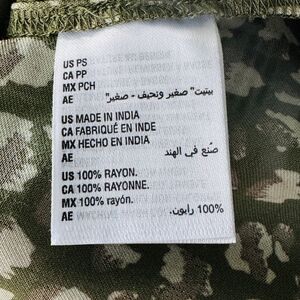 US PS
CA PP
MX PCH
AE "بيتيت" صغير ونحيف - صغير
US MADE IN INDIA
CA FABRIQUÉ EN INDE
MX HECHO EN INDIA
AE صُنع في الهند
US 100% RAYON.
CA 100% RAYONNE.
MX 100% rayón.
AE 100% رايون.